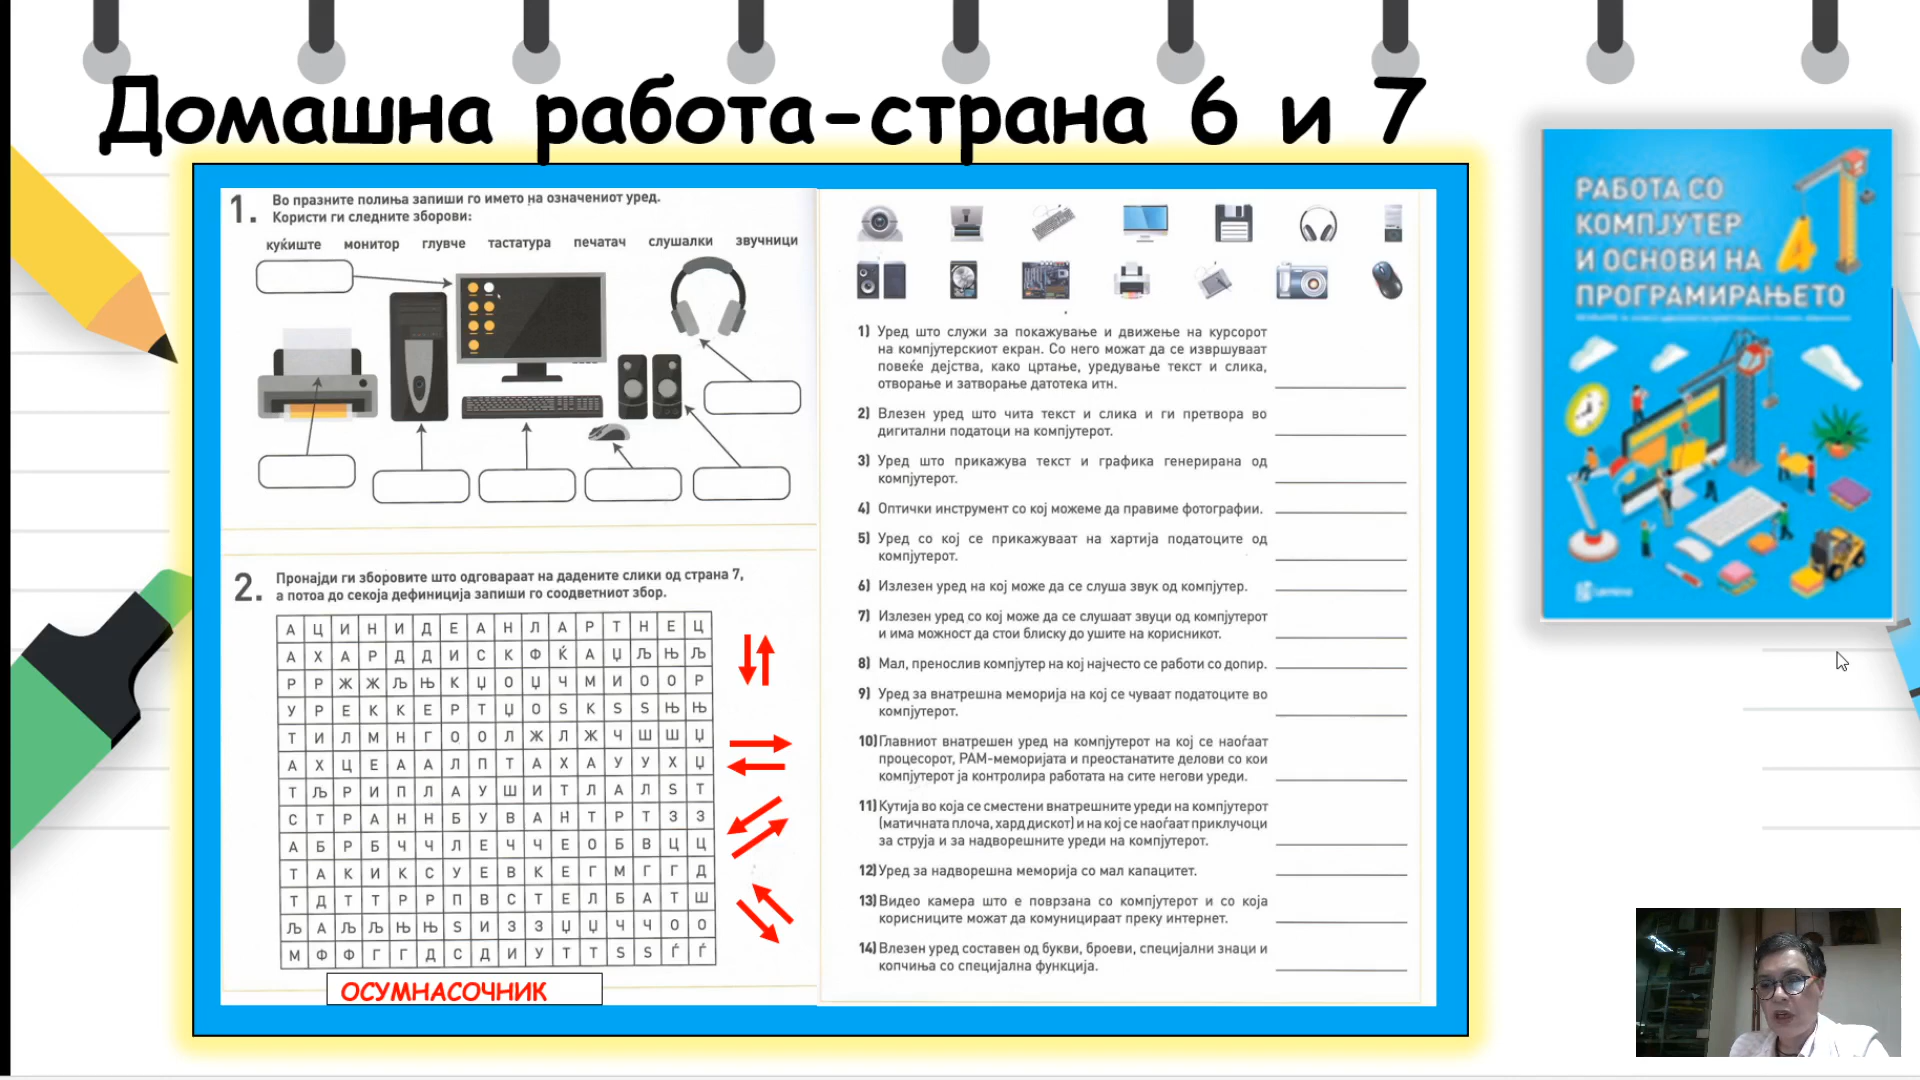 Домашна работа-страна 6 и 7
1. Во празните полиња запиши го името на означениот уред.
Користи ги следните зборови:
куќиште монитор глувче тастатура печатач слушалки звучници
2. Пронајди ги зборовите што одговараат на дадените слики од страна 7,
а потоа до секоја дефиниција запиши го соодветниот збор.
А Ц И Н И Д Е А Н Л А Р Т Н Е Ц
А Х А Р Д Д И С К Ф Ќ А Џ Љ Њ Љ
Р Р Ж Ж Љ Њ К Џ О Џ Ч М И О О Р
У Р Е К К Е Р Т Џ О Ѕ К Ѕ Ѕ Њ Њ
Т И Л М Н Г О О Л Ж Л Ж Ч Ш Ш Џ
А Х Ц Е А А Л П Т А Х А У У Х Џ
Т Љ Р И П Л А У Ш И Т Л А Л Ѕ Т
С Т Р А Н Н Б У В А Н Т Р Т З З
А Б Р Б Ч Ч Л Е Ч Ч Е О Б В Ц Ц
Т А К И К С У Е В К Е Г М Г Г Д
Т Д Т Т Р Р П В С Т Е Л Б А Т Ш
Љ А Љ Љ Њ Њ Ѕ И З З Џ Џ Ч Ч О О
М Ф Ф Г Г Д С Д И У Т Т Ѕ Ѕ Ѓ Ѓ
ОСУМНАСОЧНИК
1) Уред што служи за покажување и движење на курсорот
на компјутерскиот екран. Со него можат да се извршуваат
повеќе дејства, како цртање, уредување текст и слика,
отворање и затворање датотека итн.
2) Влезен уред што чита текст и слика и ги претвора во
дигитални податоци на компјутерот.
3) Уред што прикажува текст и графика генерирана од
компјутерот.
4) Оптички инструмент со кој можеме да правиме фотографии.
5) Уред со кој се прикажуваат на хартија податоците од
компјутерот.
6) Излезен уред на кој може да се слуша звук од компјутер.
7) Излезен уред со кој може да се слушаат звуци од компјутерот
и има можност да стои блиску до ушите на корисникот.
8) Мал, пренослив компјутер на кој најчесто се работи со допир.
9) Уред за внатрешна меморија на кој се чуваат податоците во
компјутерот.
10) Главниот внатрешен уред на компјутерот на кој се наоѓаат
процесорот, РАМ-меморијата и преостанатите делови со кои
компјутерот ја контролира работата на сите негови уреди.
11) Кутија во која се сместени внатрешните уреди на компјутерот
(матичната плоча, хард дискот) и на кој се наоѓаат приклучоци
за струја и за надворешните уреди на компјутерот.
12) Уред за надворешна меморија со мал капацитет.
13) Видео камера што е поврзана со компјутерот и со која
корисниците можат да комуницираат преку интернет.
14) Влезен уред составен од букви, броеви, специјални знаци и
копчиња со специјална функција.
РАБОТА СО
КОМПЈУТЕР
И ОСНОВИ НА 4
ПРОГРАМИРАЊЕТО